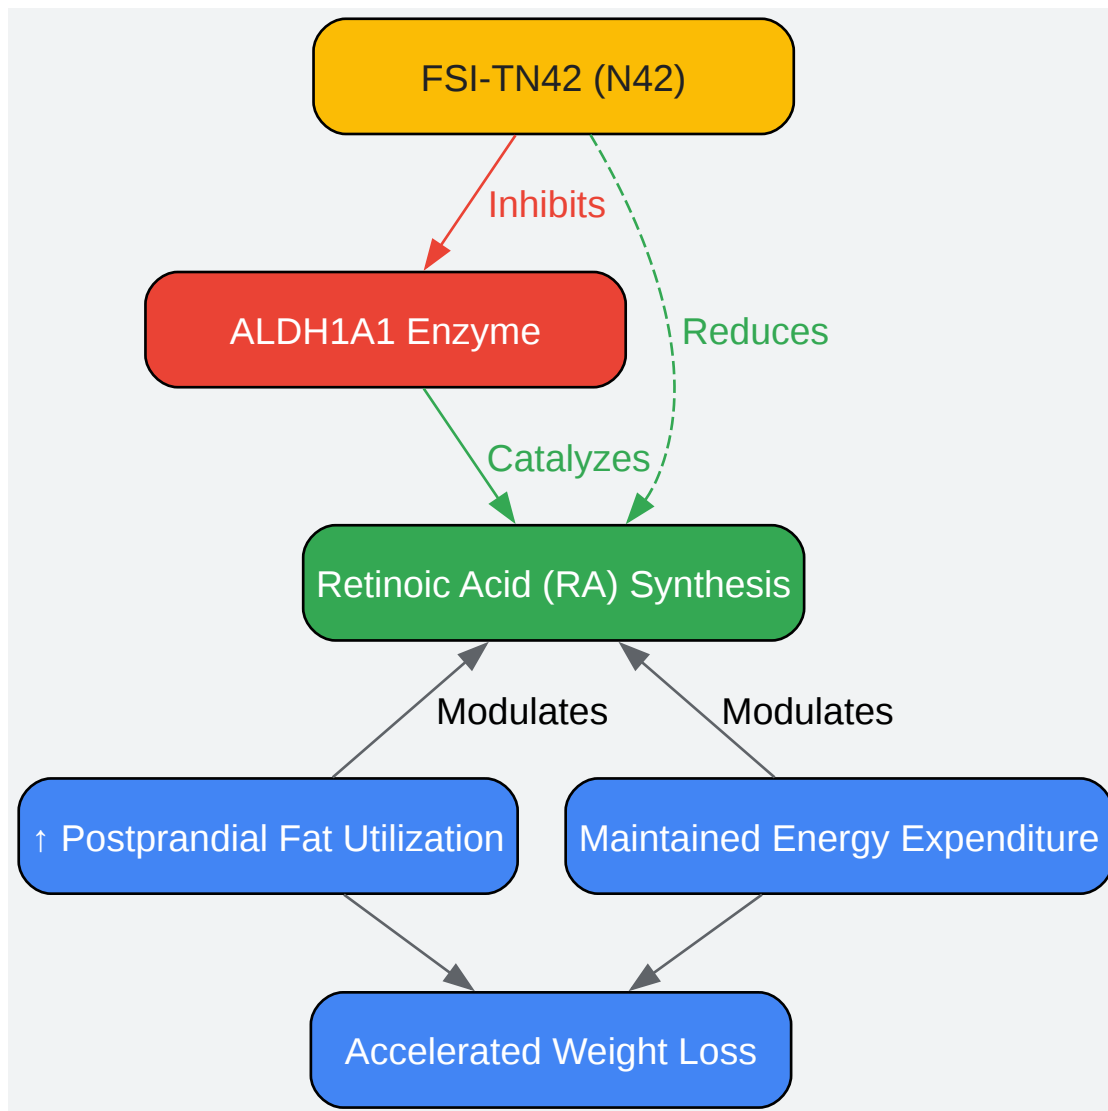 FSI-TN42 (N42)
Inhibits
ALDH1A1 Enzyme
Reduces
Catalyzes
Retinoic Acid (RA) Synthesis
Modulates
Modulates
↑ Postprandial Fat Utilization
Maintained Energy Expenditure
Accelerated Weight Loss